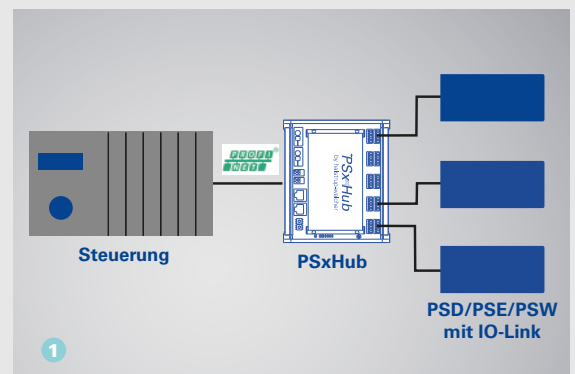 PROFI
NET
PSxHub
by halstrup-walcher
Steuerung
PSxHub
PSD/PSE/PSW
mit IO-Link
1